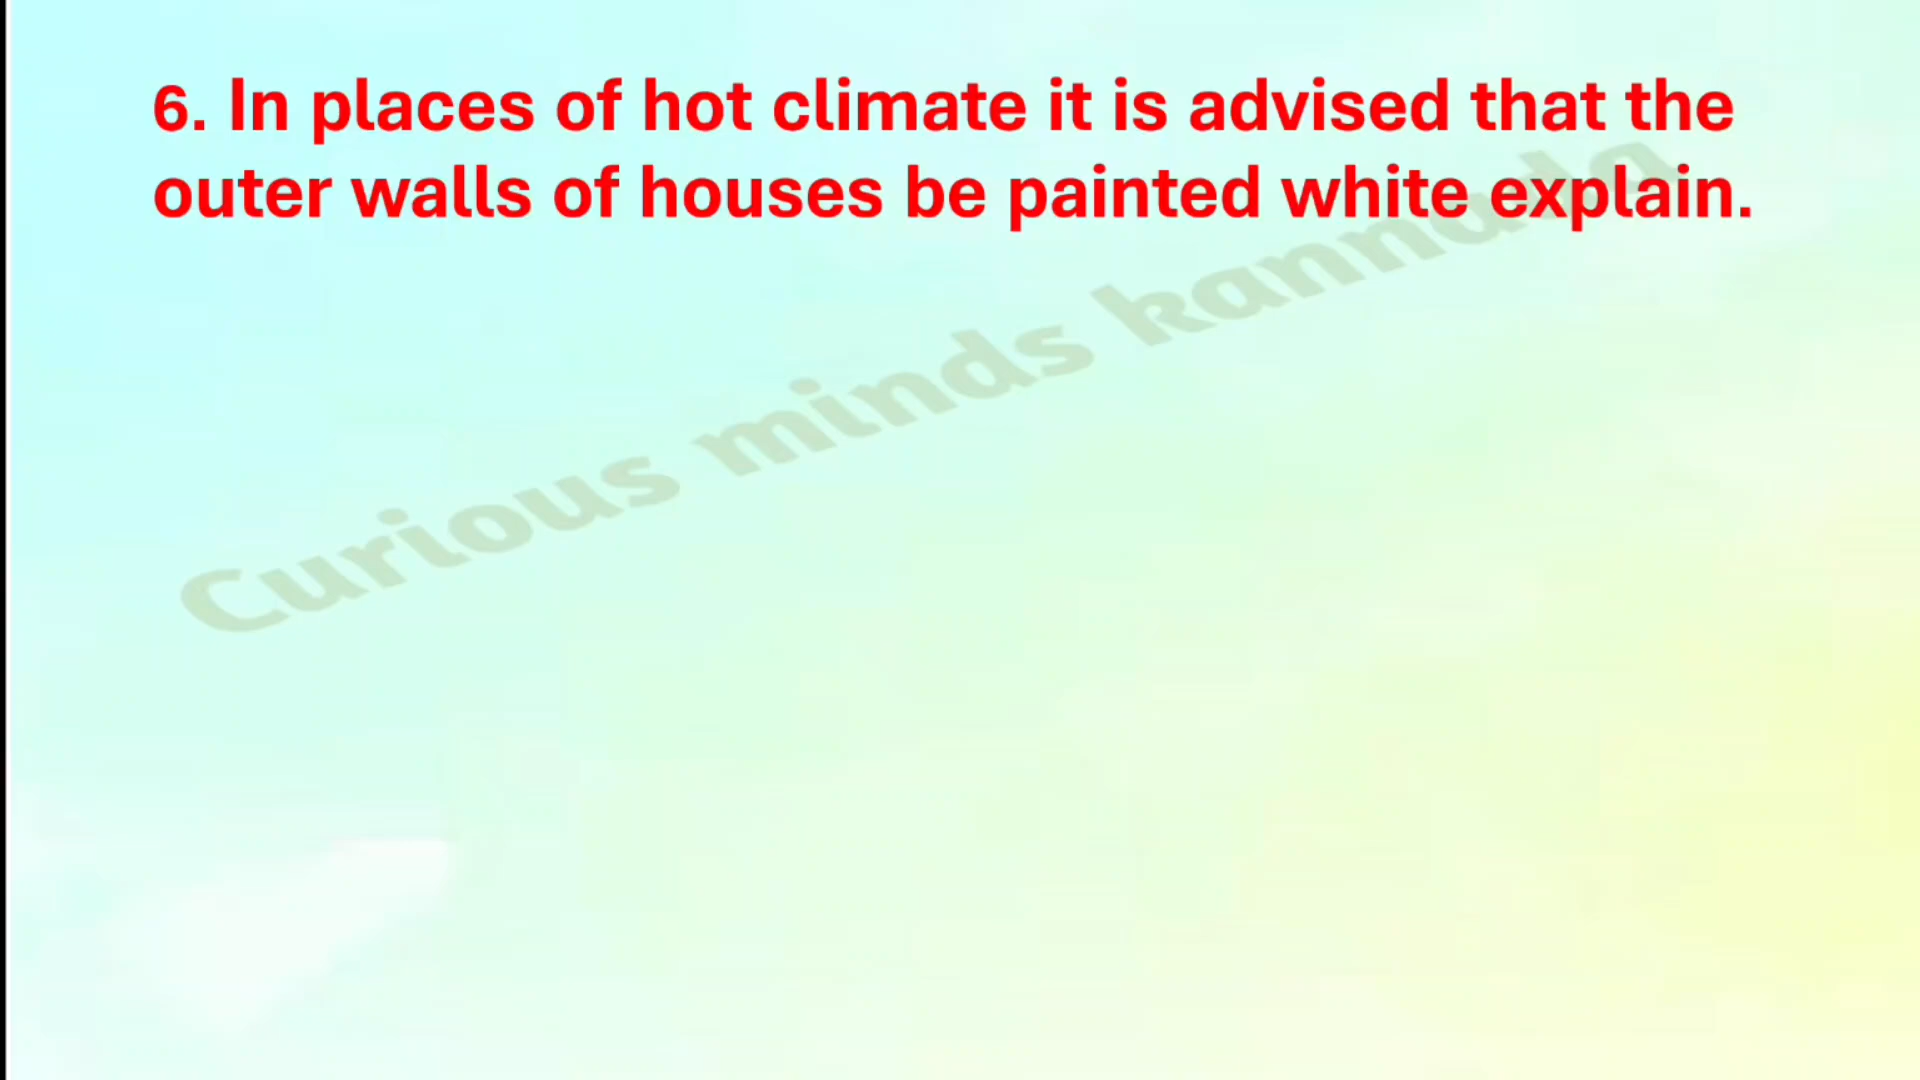 6. In places of hot climate it is advised that the
outer walls of houses be painted white explain.
Curious minds kannada